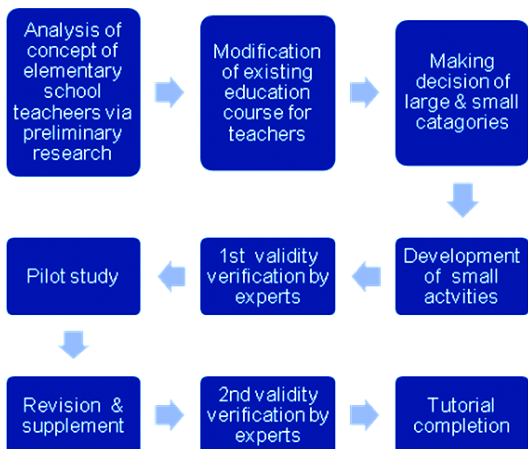 Analysis of
concept of
elementary
school
teacheers via
preliminary
research
Modification
of existing
education
course for
teachers
Making
decision of
large & small
catagories
Development
of small
actvities
1st validity
verification by
experts
Pilot study
Revision &
supplement
2nd validity
verification by
experts
Tutorial
completion